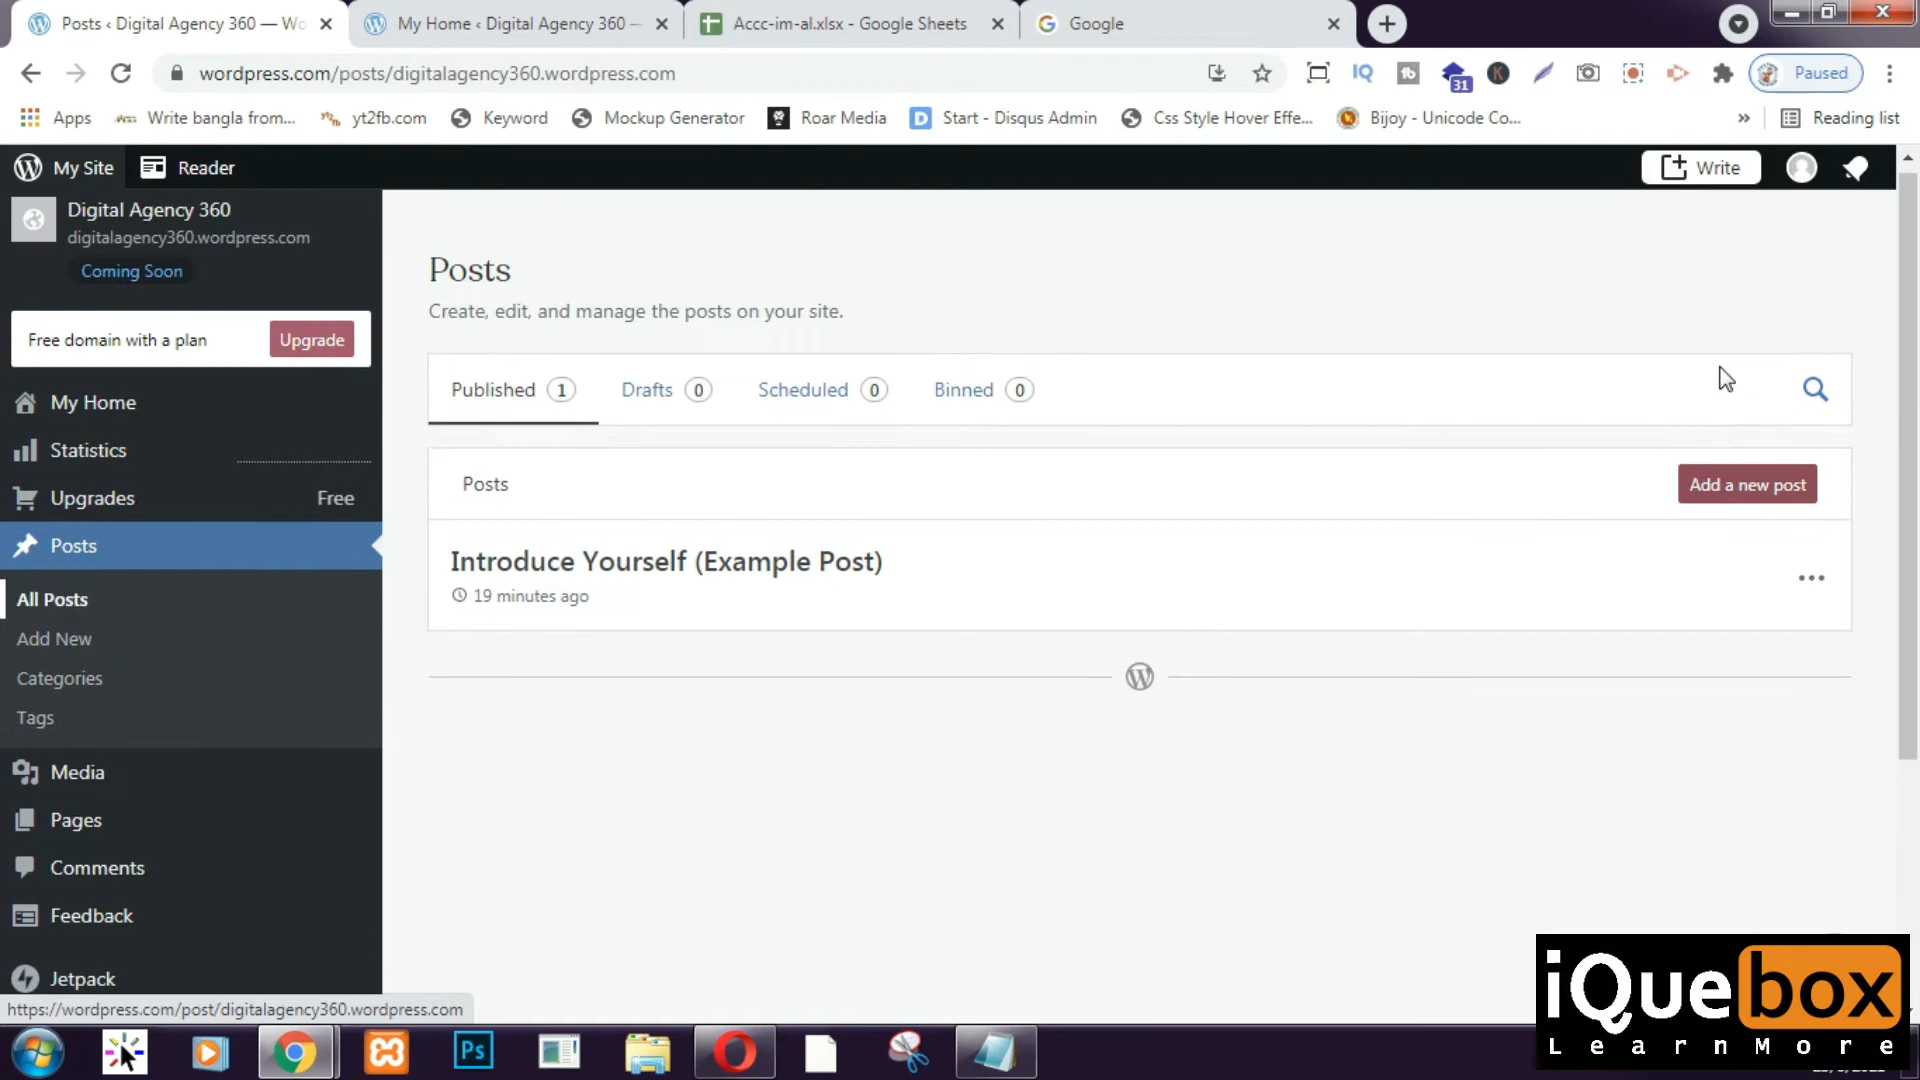 Posts ‹ Digital Agency 360 — Wo
My Home ‹ Digital Agency 360 —
Accc-im-al.xlsx - Google Sheets
Google
wordpress.com/posts/digitalagency360.wordpress.com
31
Paused
Apps
Write bangla from...
yt2fb.com
Keyword
Mockup Generator
Roar Media
Start - Disqus Admin
Css Style Hover Effe...
Bijoy - Unicode Co...
»
Reading list
My Site
Reader
Write
Digital Agency 360
digitalagency360.wordpress.com
Coming Soon
Free domain with a plan
Upgrade
My Home
Statistics
Upgrades
Free
Posts
All Posts
Add New
Categories
Tags
Media
Pages
Comments
Feedback
Jetpack
Posts
Create, edit, and manage the posts on your site.
Published 1
Drafts 0
Scheduled 0
Binned 0
Posts
Add a new post
Introduce Yourself (Example Post)
19 minutes ago
https://wordpress.com/post/digitalagency360.wordpress.com
Ps
iQuebox
LearnMore